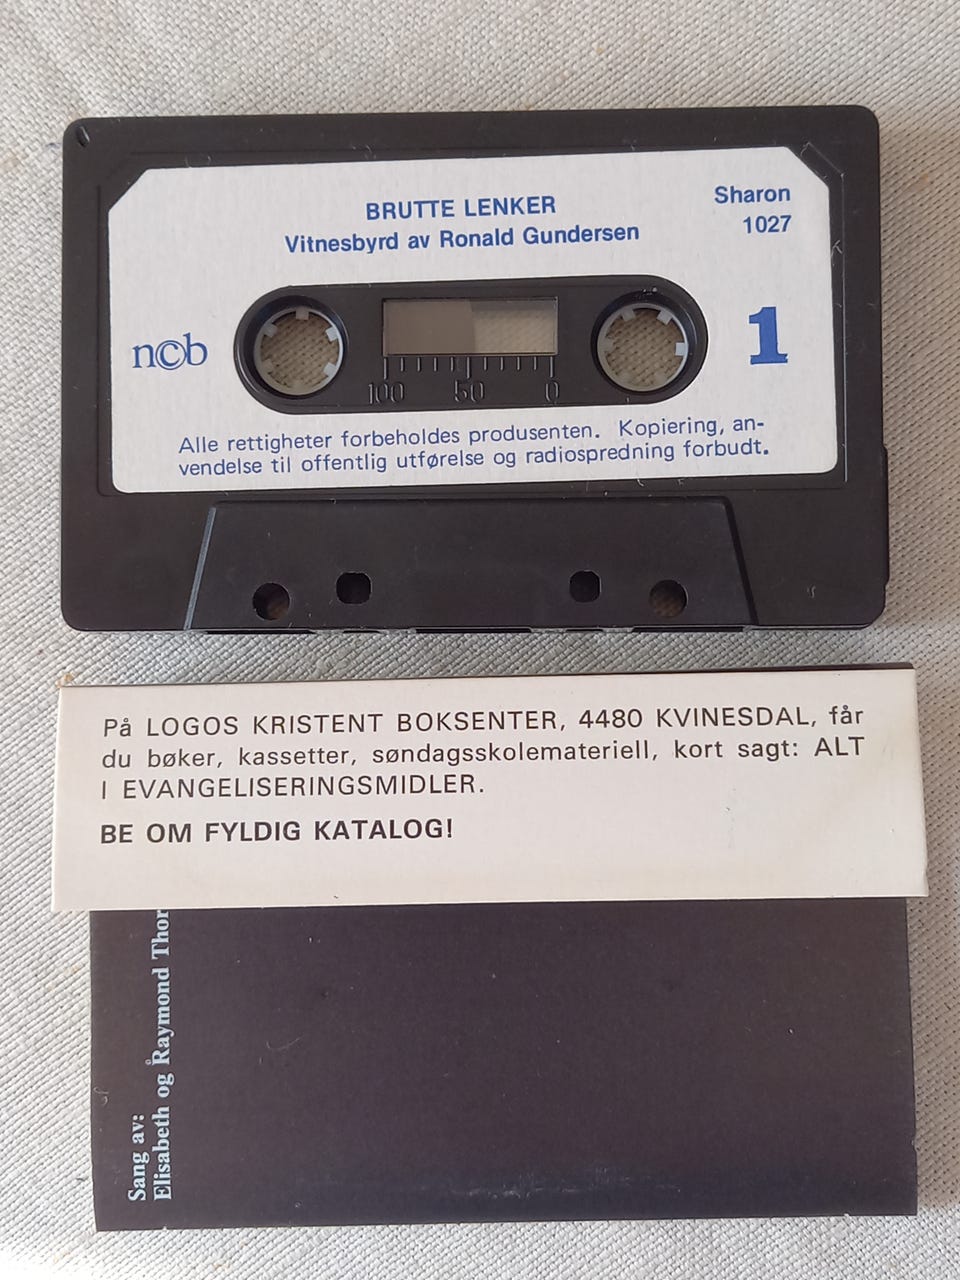 BRUTTE LENKER
Vitnesbyrd av Ronald Gundersen
Sharon
1027
ncb
1
100 50 0
Alle rettigheter forbeholdes produsenten. Kopiering, an-
vendelse til offentlig utførelse og radiospredning forbudt.
På LOGOS KRISTENT BOKSENTER, 4480 KVINESDAL, får
du bøker, kassetter, søndagsskolemateriell, kort sagt: ALT
I EVANGELISERINGSMIDLER.
BE OM FYLDIG KATALOG!
Sang av:
Elisabeth og Raymond Thor